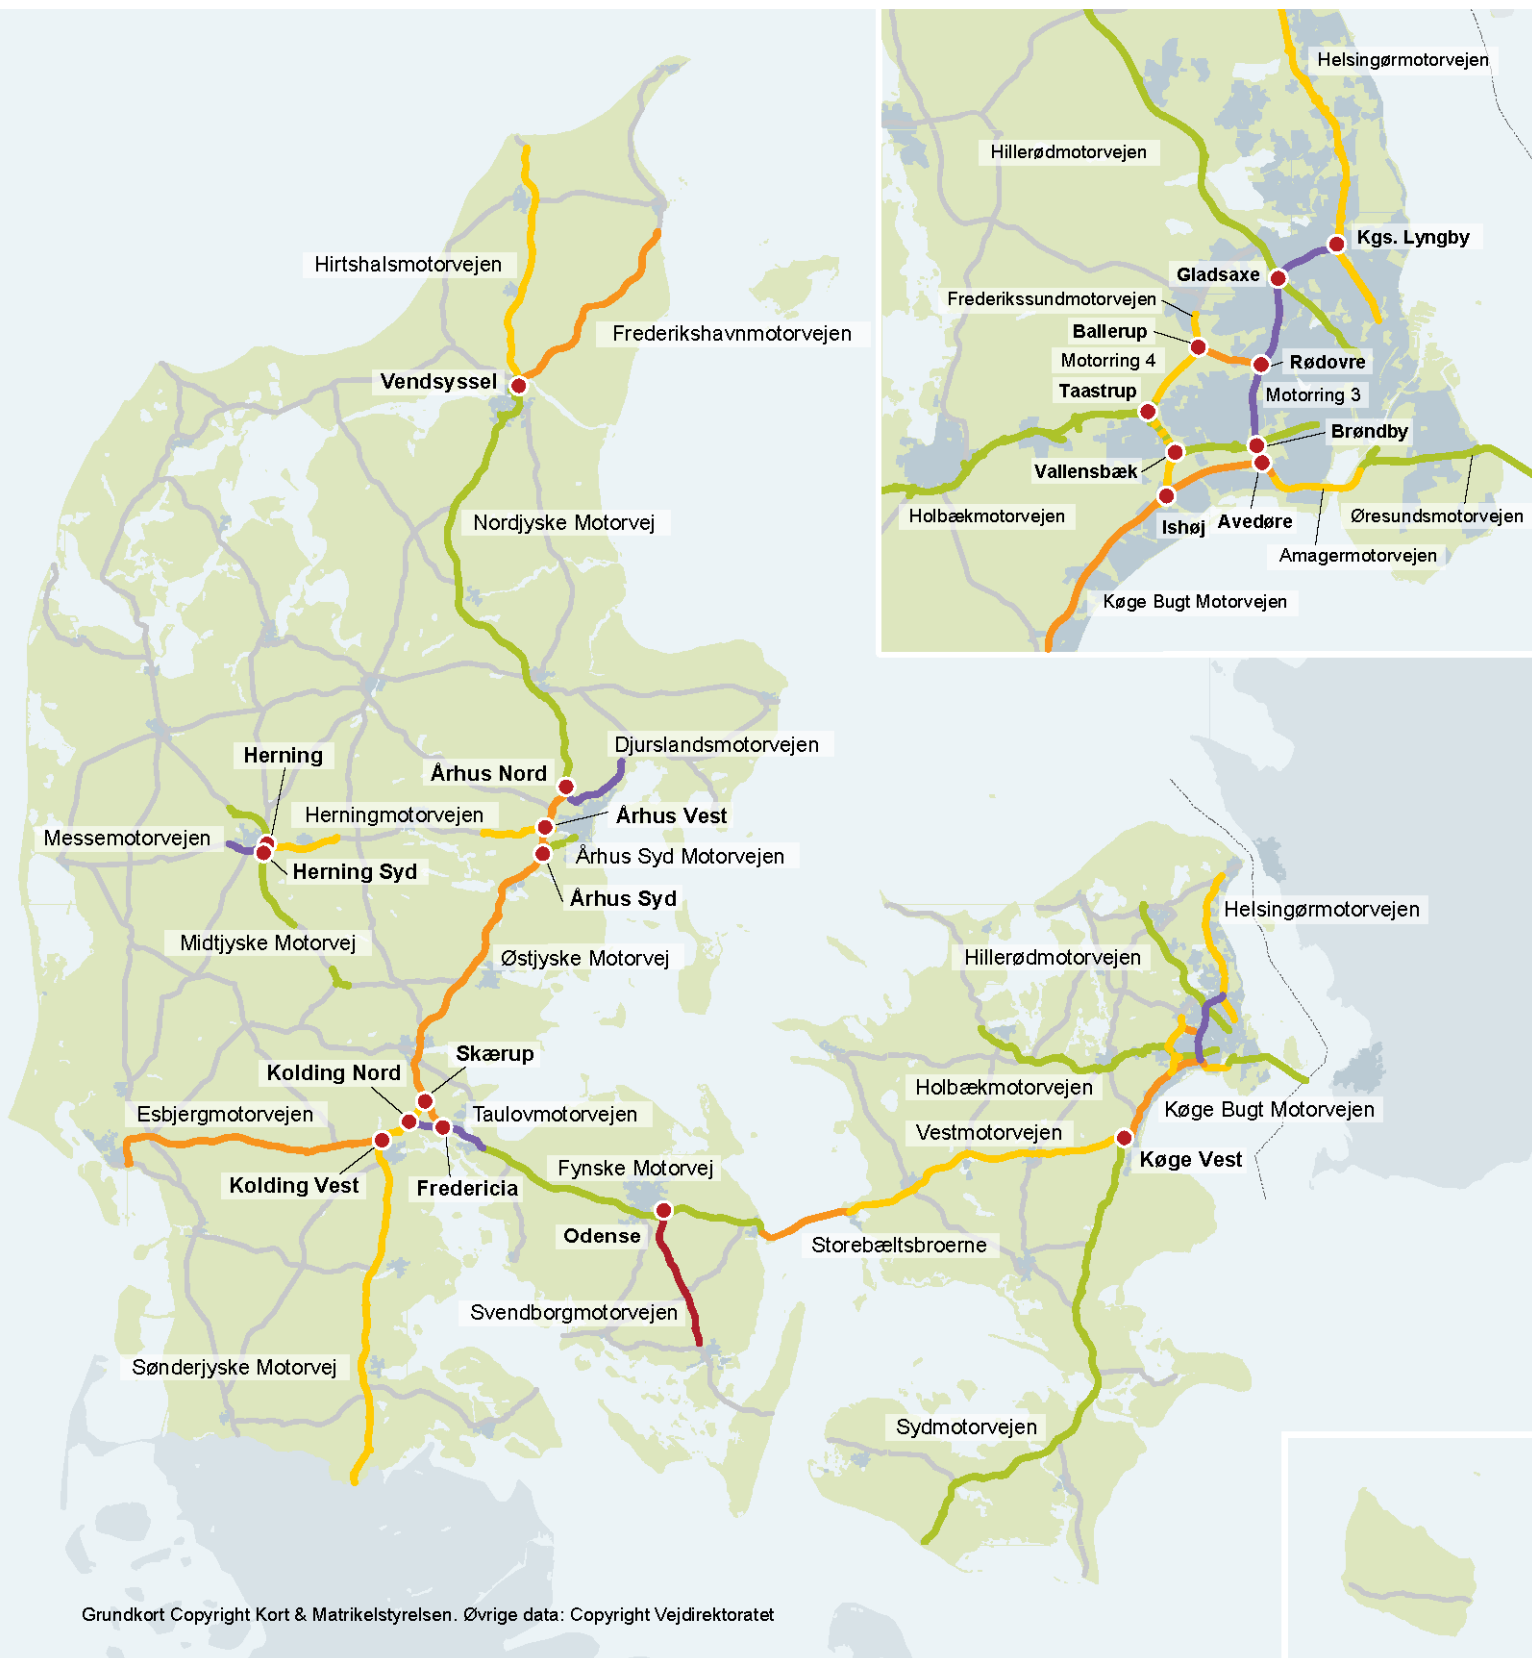 Helsingørmotorvejen
Hillerødmotorvejen
Kgs. Lyngby
Gladsaxe
Frederikssundmotorvejen
Ballerup
Motorring 4
Rødovre
Taastrup
Motorring 3
Brøndby
Vallensbæk
Holbækmotorvejen
Ishøj
Avedøre
Øresundsmotorvejen
Amagermotorvejen
Køge Bugt Motorvejen
Hirtshalsmotorvejen
Frederikshavnmotorvejen
Vendsyssel
Nordjyske Motorvej
Djurslandsmotorvejen
Herning
Århus Nord
Herningmotorvejen
Århus Vest
Messemotorvejen
Århus Syd Motorvejen
Herning Syd
Århus Syd
Midtjyske Motorvej
Østjyske Motorvej
Helsingørmotorvejen
Hillerødmotorvejen
Skærup
Kolding Nord
Holbækmotorvejen
Esbjergmotorvejen
Taulovmotorvejen
Køge Bugt Motorvejen
Vestmotorvejen
Fynske Motorvej
Køge Vest
Kolding Vest
Fredericia
Odense
Storebæltsbroerne
Svendborgmotorvejen
Sønderjyske Motorvej
Sydmotorvejen
Grundkort Copyright Kort & Matrikelstyrelsen. Øvrige data: Copyright Vejdirektoratet